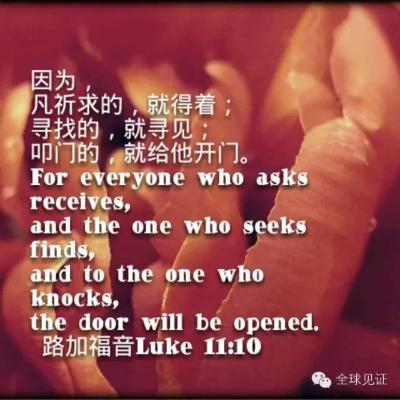 因为，
凡祈求的，就得着；
寻找的，就寻见；
叩门的，就给他开门。
For everyone who asks
receives,
and the one who seeks
finds,
and to the one who
knocks,
the door will be opened.
路加福音Luke 11:10
全球见证